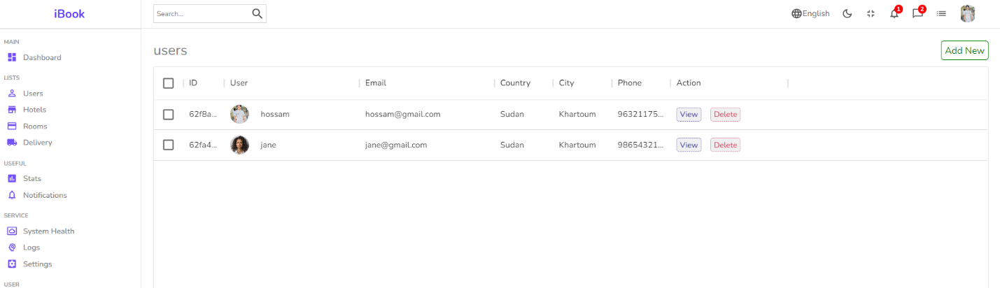 iBook
Search...
English
1
2
MAIN
Dashboard
LISTS
Users
Hotels
Rooms
Delivery
USEFUL
Stats
Notifications
SERVICE
System Health
Logs
Settings
USER
users
Add New
ID User Email Country City Phone Action
62f8a... hossam hossam@gmail.com Sudan Khartoum 96321175... View Delete
62fa4... jane jane@gmail.com Sudan Khartoum 98654321... View Delete